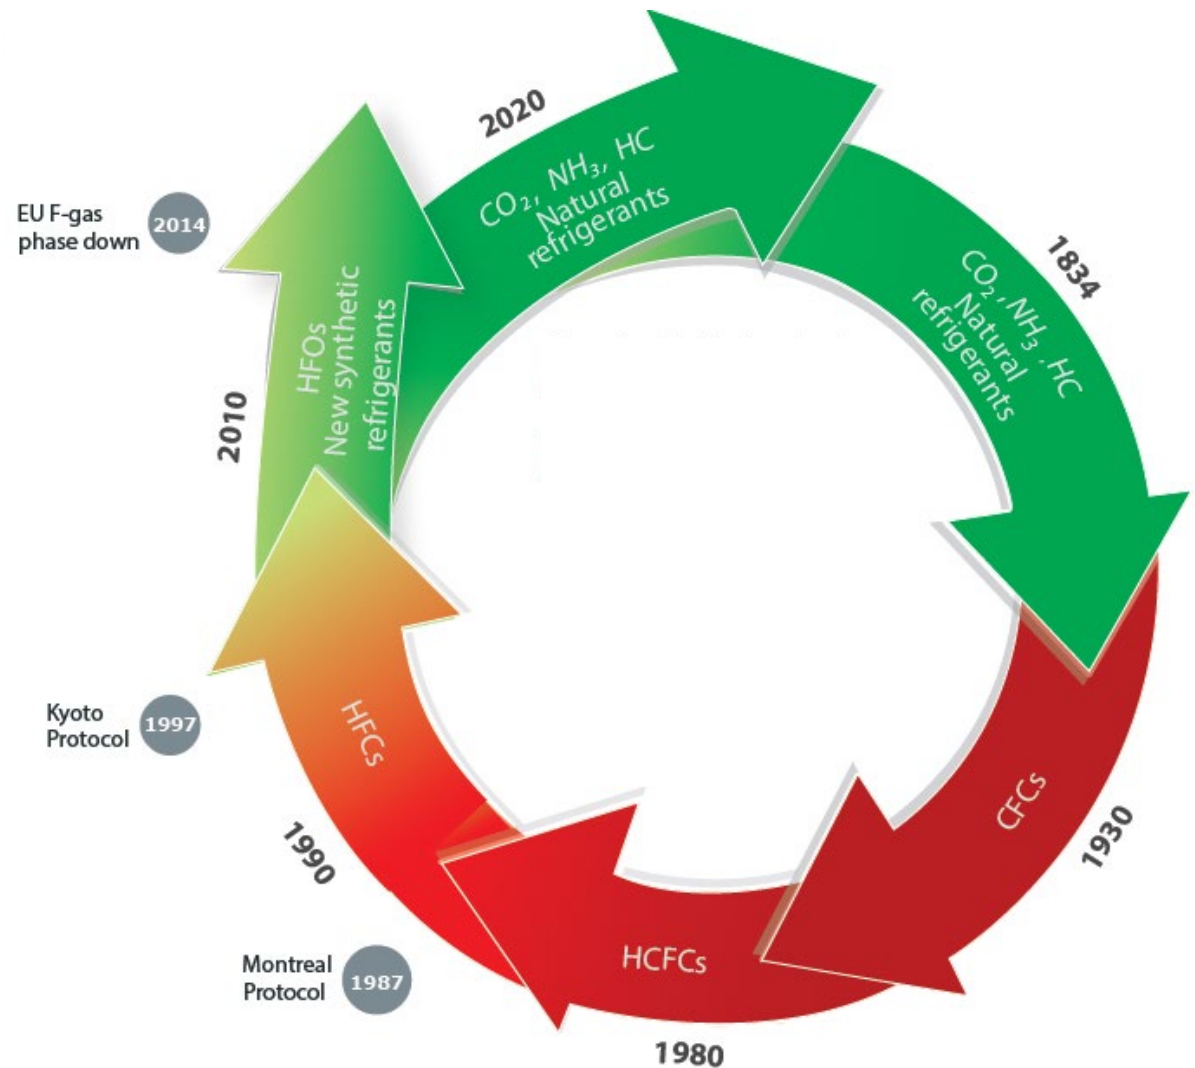 2020
CO₂, NH₃, HC
Natural
refrigerants
1834
CO₂, NH₃, HC
Natural
refrigerants
CFCs
1930
HCFCs
1980
Montreal
Protocol
1987
1990
HFCs
Kyoto
Protocol
1997
2010
HFOs
New synthetic
refrigerants
EU F-gas
phase down
2014